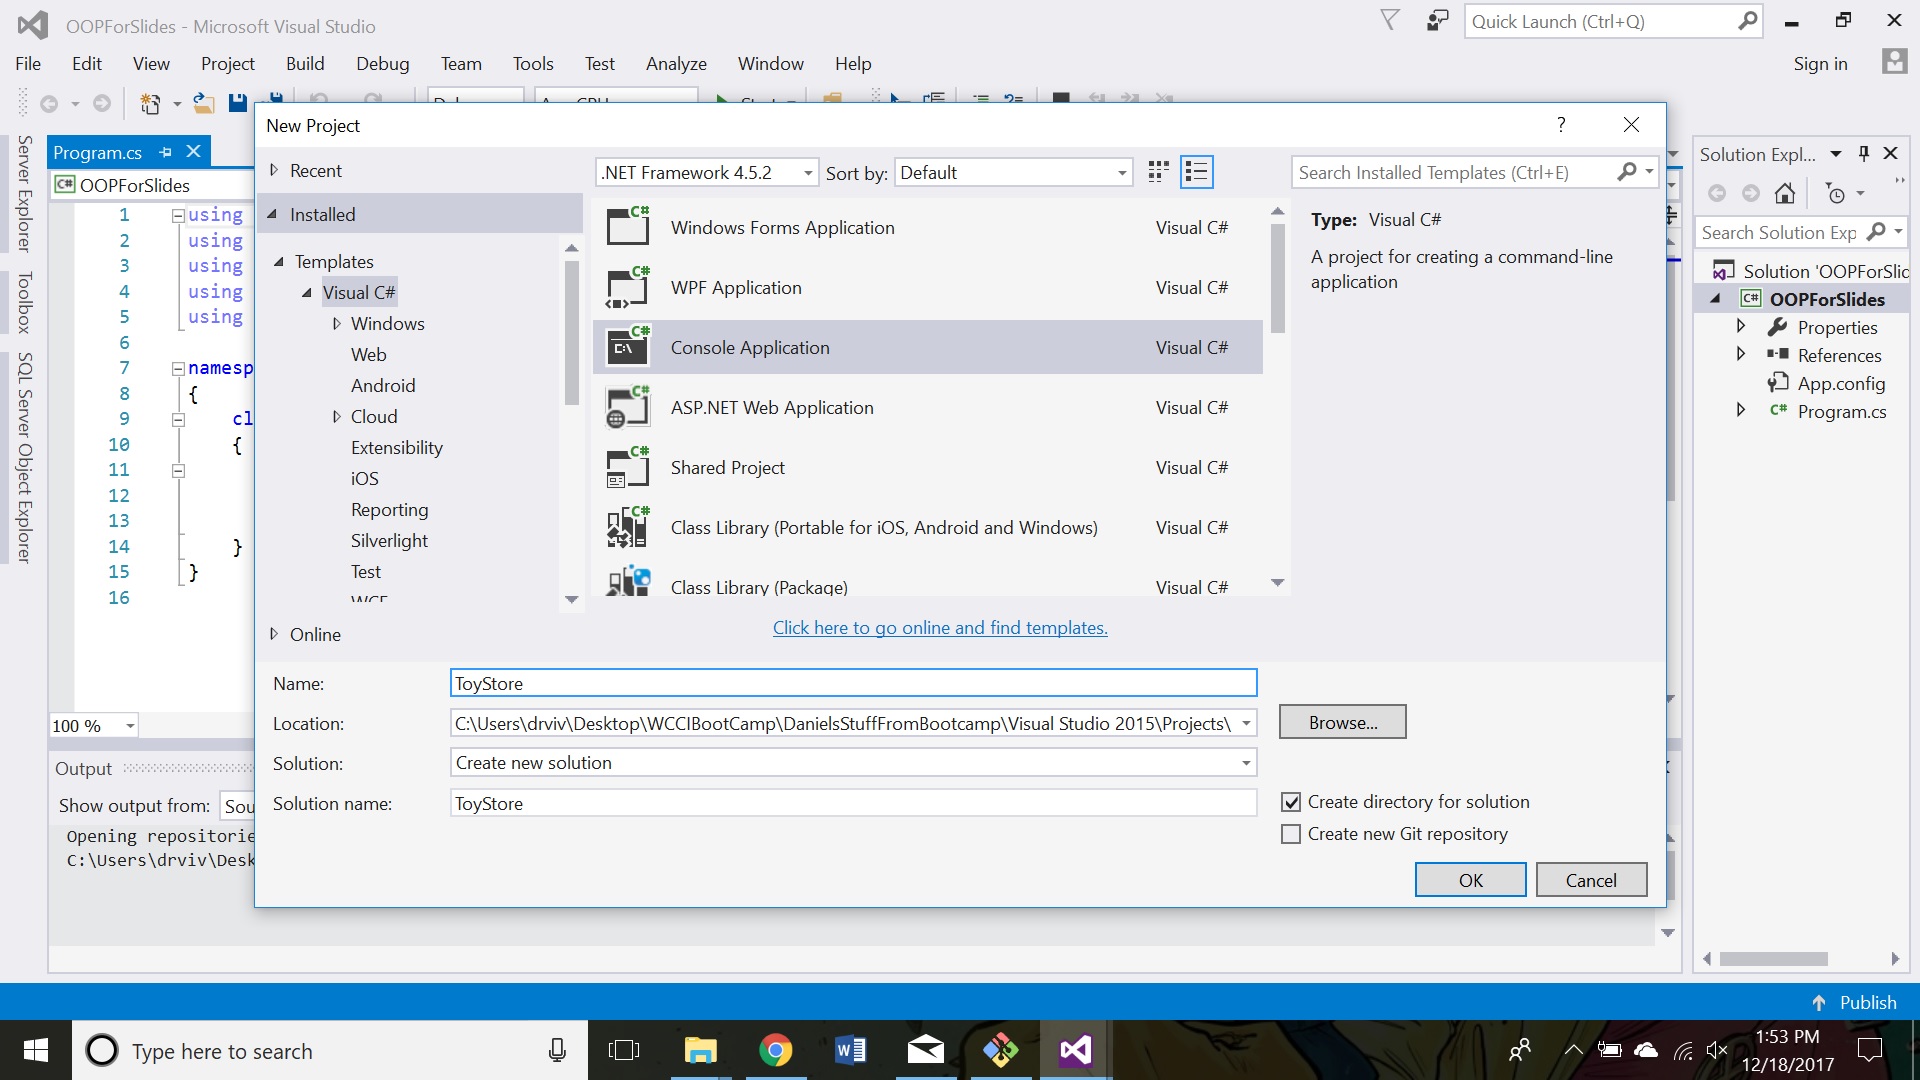 OOPForSlides - Microsoft Visual Studio
Quick Launch (Ctrl+Q)
File Edit View Project Build Debug Team Tools Test Analyze Window Help
Sign in
New Project
?
Server Explorer
Toolbox
SQL Server Object Explorer
Program.cs
C# OOPForSlides
1 using
2 using
3 using
4 using
5 using
6
7 namesp
8 {
9 cl
10 {
11
12
13
14 }
15 }
16
100 %
Output
Show output from: Sou
Opening repositorie
C:\Users\drviv\Desk
Recent
Installed
Templates
Visual C#
Windows
Web
Android
Cloud
Extensibility
iOS
Reporting
Silverlight
Test
WCF
Online
.NET Framework 4.5.2
Sort by: Default
Search Installed Templates (Ctrl+E)
C# Windows Forms Application Visual C#
C# WPF Application Visual C#
C# C:\ Console Application Visual C#
C# ASP.NET Web Application Visual C#
C# Shared Project Visual C#
C# Class Library (Portable for iOS, Android and Windows) Visual C#
Class Library (Package) Visual C#
Click here to go online and find templates.
Type: Visual C#
A project for creating a command-line
application
Name: ToyStore
Location: C:\Users\drviv\Desktop\WCCIBootCamp\DanielsStuffFromBootcamp\Visual Studio 2015\Projects\
Browse...
Solution: Create new solution
Solution name: ToyStore
Create directory for solution
Create new Git repository
OK
Cancel
Solution Expl...
Search Solution Exp
Solution 'OOPForSlid
C# OOPForSlides
Properties
References
App.config
C# Program.cs
Publish
Type here to search
1:53 PM
12/18/2017